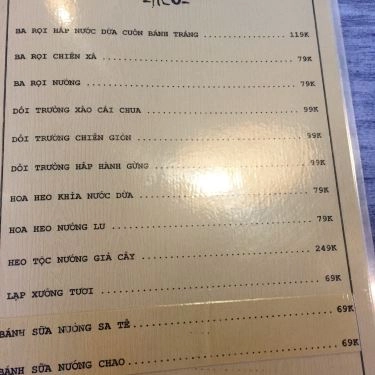 BA RỌI HẤP NƯỚC DỪA CUỐN BÁNH TRÁNG 119K
BA RỌI CHIÊN XẢ 79K
BA RỌI NƯỚNG 79K
DỒI TRƯỜNG XÀO CẢI CHUA 99K
DỒI TRƯỜNG CHIÊN GIÒN 99K
DỒI TRƯỜNG HẤP HÀNH GỪNG 99K
HOA HEO KHÌA NƯỚC DỪA 79K
HOA HEO NƯỚNG LU 79K
HEO TỘC NƯỚNG GIẢ CẦY 249K
LẠP XƯỞNG TƯƠI 69K
BÁNH SỮA NƯỚNG SA TẾ 69K
BÁNH SỮA NƯỚNG CHAO 69K